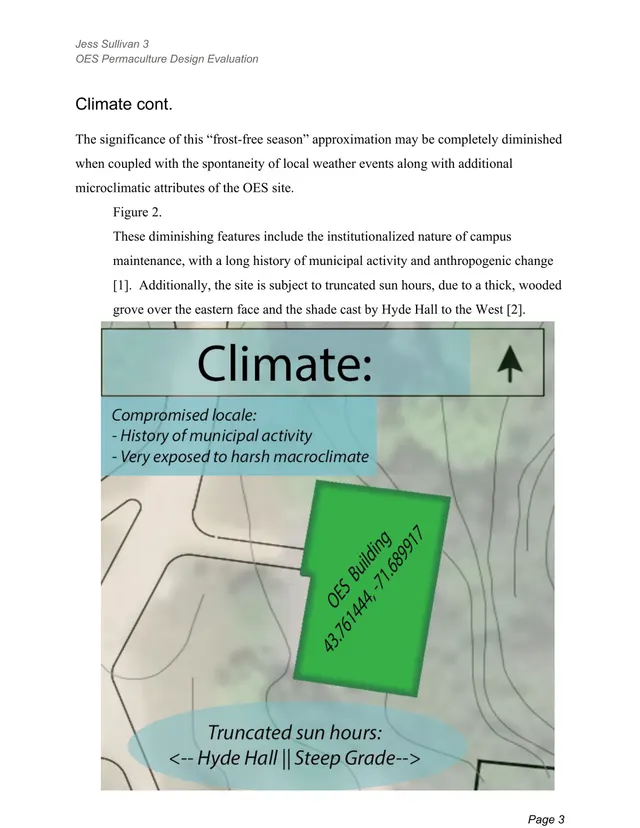 Jess Sullivan 3
OES Permaculture Design Evaluation
Climate cont.
The significance of this “frost-free season” approximation may be completely diminished
when coupled with the spontaneity of local weather events along with additional
microclimatic attributes of the OES site.
Figure 2.
These diminishing features include the institutionalized nature of campus
maintenance, with a long history of municipal activity and anthropogenic change
[1].  Additionally, the site is subject to truncated sun hours, due to a thick, wooded
grove over the eastern face and the shade cast by Hyde Hall to the West [2].
Climate:
Compromised locale:
- History of municipal activity
- Very exposed to harsh macroclimate
OES Building
43.761444, -71.689917
Truncated sun hours:
<-- Hyde Hall || Steep Grade-->
Page 3